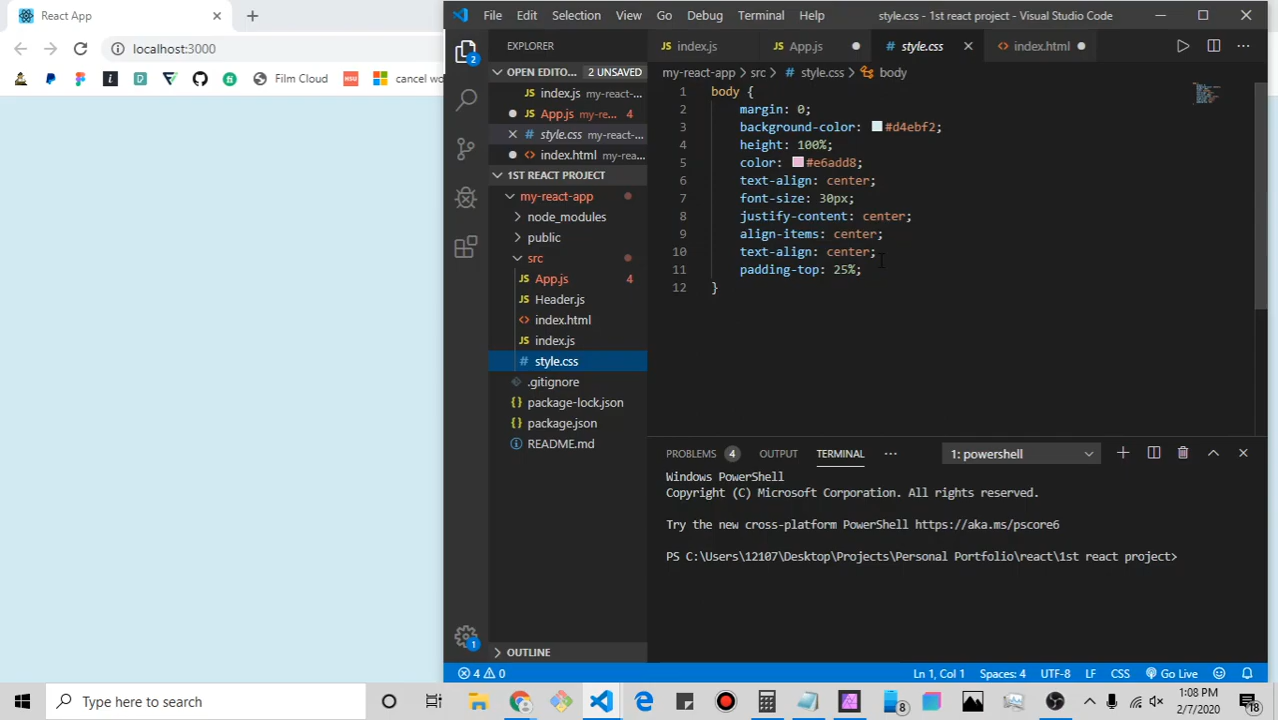 React App
localhost:3000
Film Cloud
NSU
cancel wo
File Edit Selection View Go Debug Terminal Help
style.css - 1st react project - Visual Studio Code
EXPLORER
index.js
App.js
style.css
index.html
OPEN EDITO... 2 UNSAVED
my-react-app > src > # style.css > body
index.js my-react-...
App.js my-re... 4
style.css my-react-...
index.html my-rea...
1ST REACT PROJECT
my-react-app
node_modules
public
src
App.js 4
Header.js
index.html
index.js
style.css
.gitignore
package-lock.json
package.json
README.md
OUTLINE
1 body {
2 margin: 0;
3 background-color: #d4ebf2;
4 height: 100%;
5 color: #e6add8;
6 text-align: center;
7 font-size: 30px;
8 justify-content: center;
9 align-items: center;
10 text-align: center;
11 padding-top: 25%;
12 }
PROBLEMS 4 OUTPUT TERMINAL ... 1: powershell
Windows PowerShell
Copyright (C) Microsoft Corporation. All rights reserved.
Try the new cross-platform PowerShell https://aka.ms/pscore6
PS C:\Users\12107\Desktop\Projects\Personal Portfolio\react\1st react project>
4 0
Ln 1, Col 1 Spaces: 4 UTF-8 LF CSS Go Live
Type here to search
1:08 PM
2/7/2020